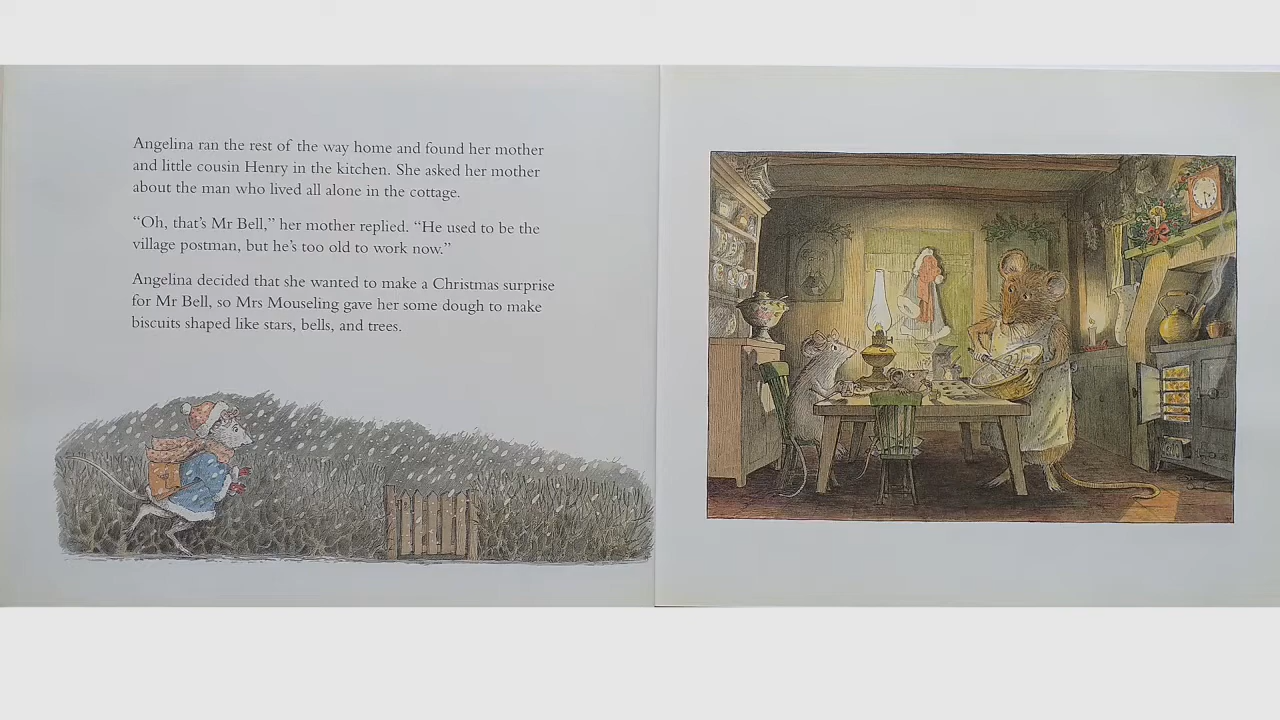 Angelina ran the rest of the way home and found her mother
and little cousin Henry in the kitchen. She asked her mother
about the man who lived all alone in the cottage.
“Oh, that’s Mr Bell,” her mother replied. “He used to be the
village postman, but he’s too old to work now.”
Angelina decided that she wanted to make a Christmas surprise
for Mr Bell, so Mrs Mouseling gave her some dough to make
biscuits shaped like stars, bells, and trees.